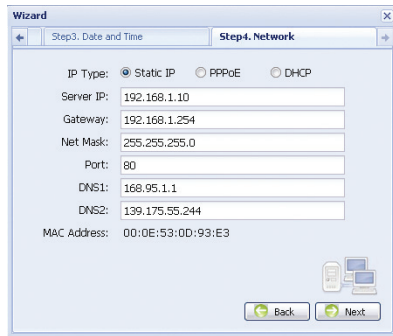 Wizard
Step3. Date and Time
Step4. Network
IP Type: Static IP PPPoE DHCP
Server IP: 192.168.1.10
Gateway: 192.168.1.254
Net Mask: 255.255.255.0
Port: 80
DNS1: 168.95.1.1
DNS2: 139.175.55.244
MAC Address: 00:0E:53:0D:93:E3
Back Next